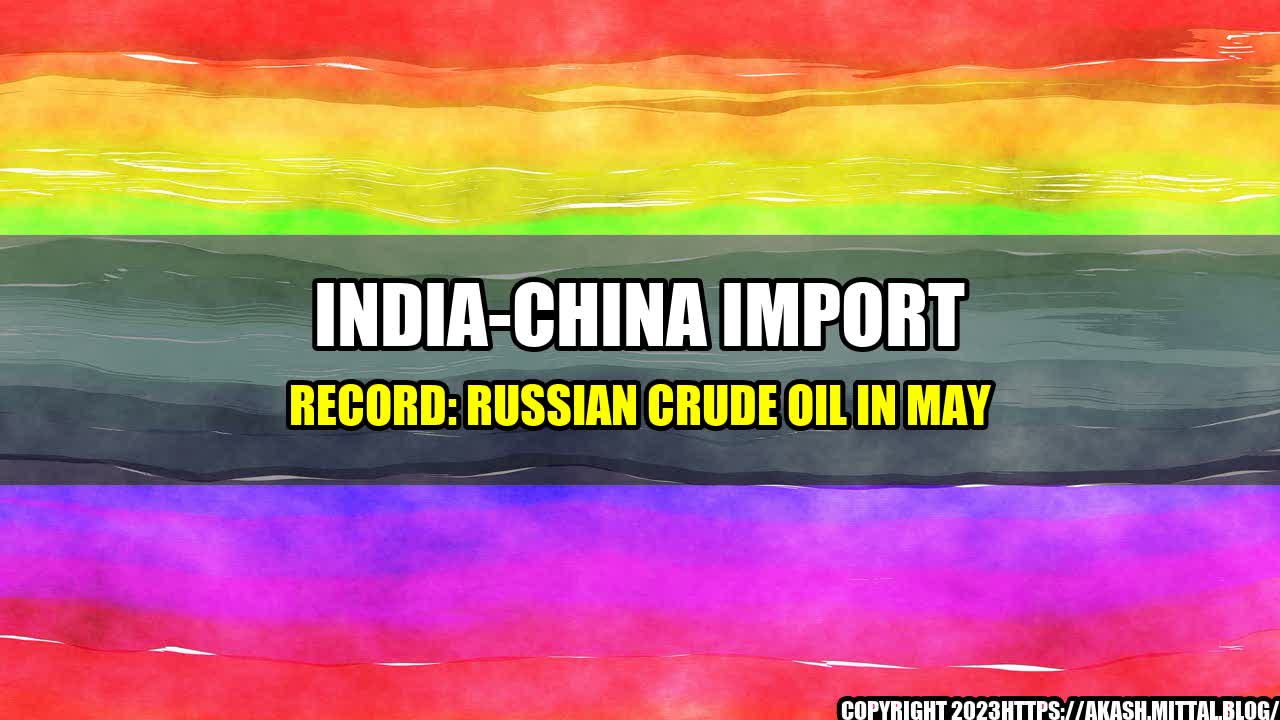 INDIA-CHINA IMPORT
RECORD: RUSSIAN CRUDE OIL IN MAY
COPYRIGHT 2023HTTPS://AKASH.MITTAL.BLOG/